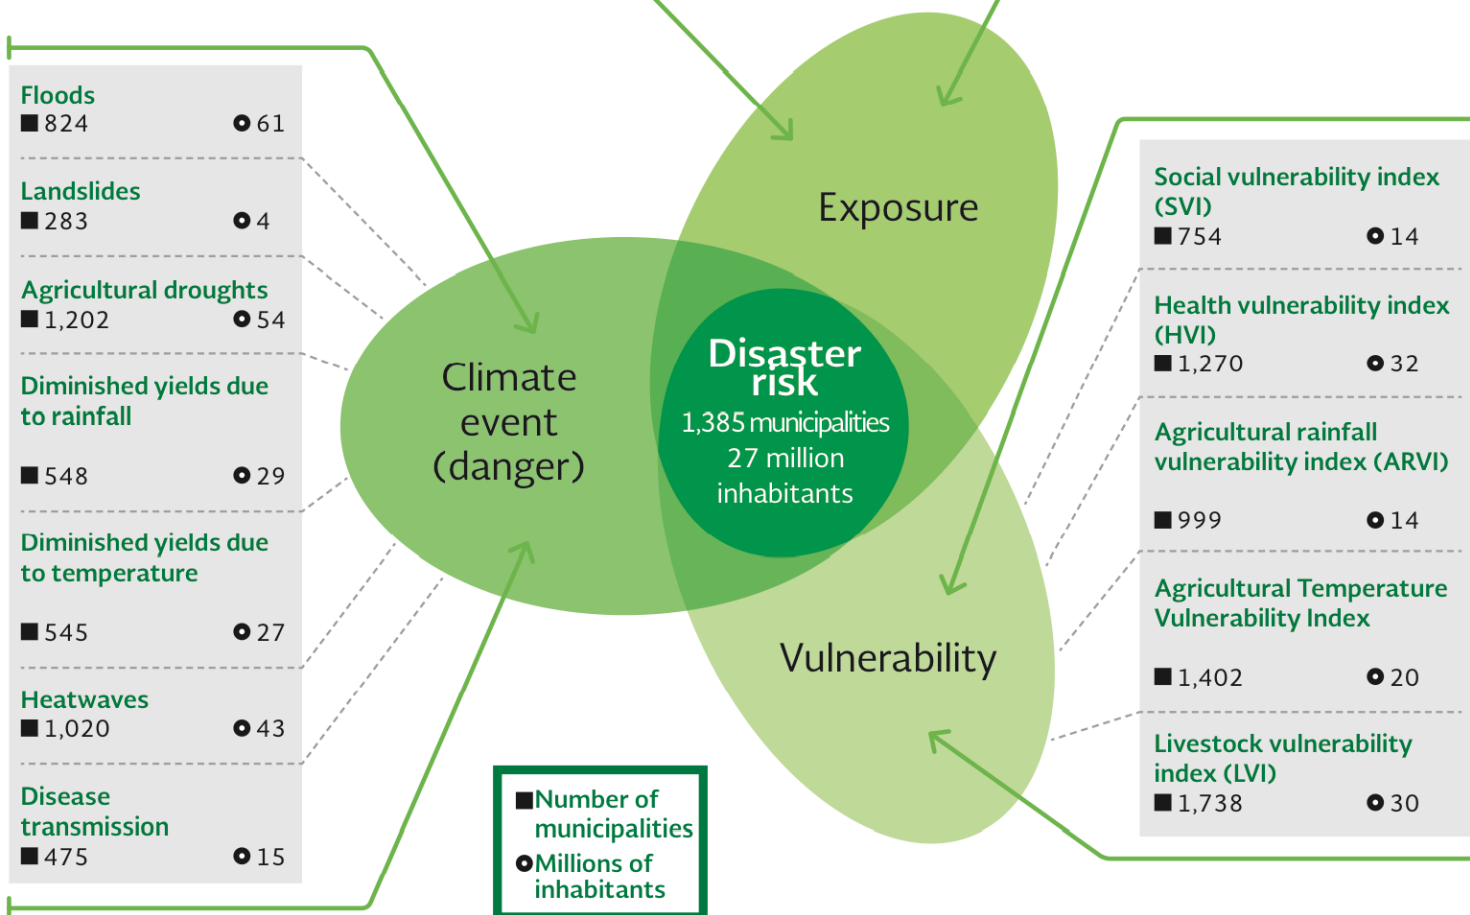 Floods
824 61
Landslides
283 4
Agricultural droughts
1,202 54
Diminished yields due
to rainfall
548 29
Diminished yields due
to temperature
545 27
Heatwaves
1,020 43
Disease
transmission
475 15
Climate
event
(danger)
Exposure
Disaster
risk
1,385 municipalities
27 million
inhabitants
Vulnerability
Number of
municipalities
Millions of
inhabitants
Social vulnerability index
(SVI)
754 14
Health vulnerability index
(HVI)
1,270 32
Agricultural rainfall
vulnerability index (ARVI)
999 14
Agricultural Temperature
Vulnerability Index
1,402 20
Livestock vulnerability
index (LVI)
1,738 30